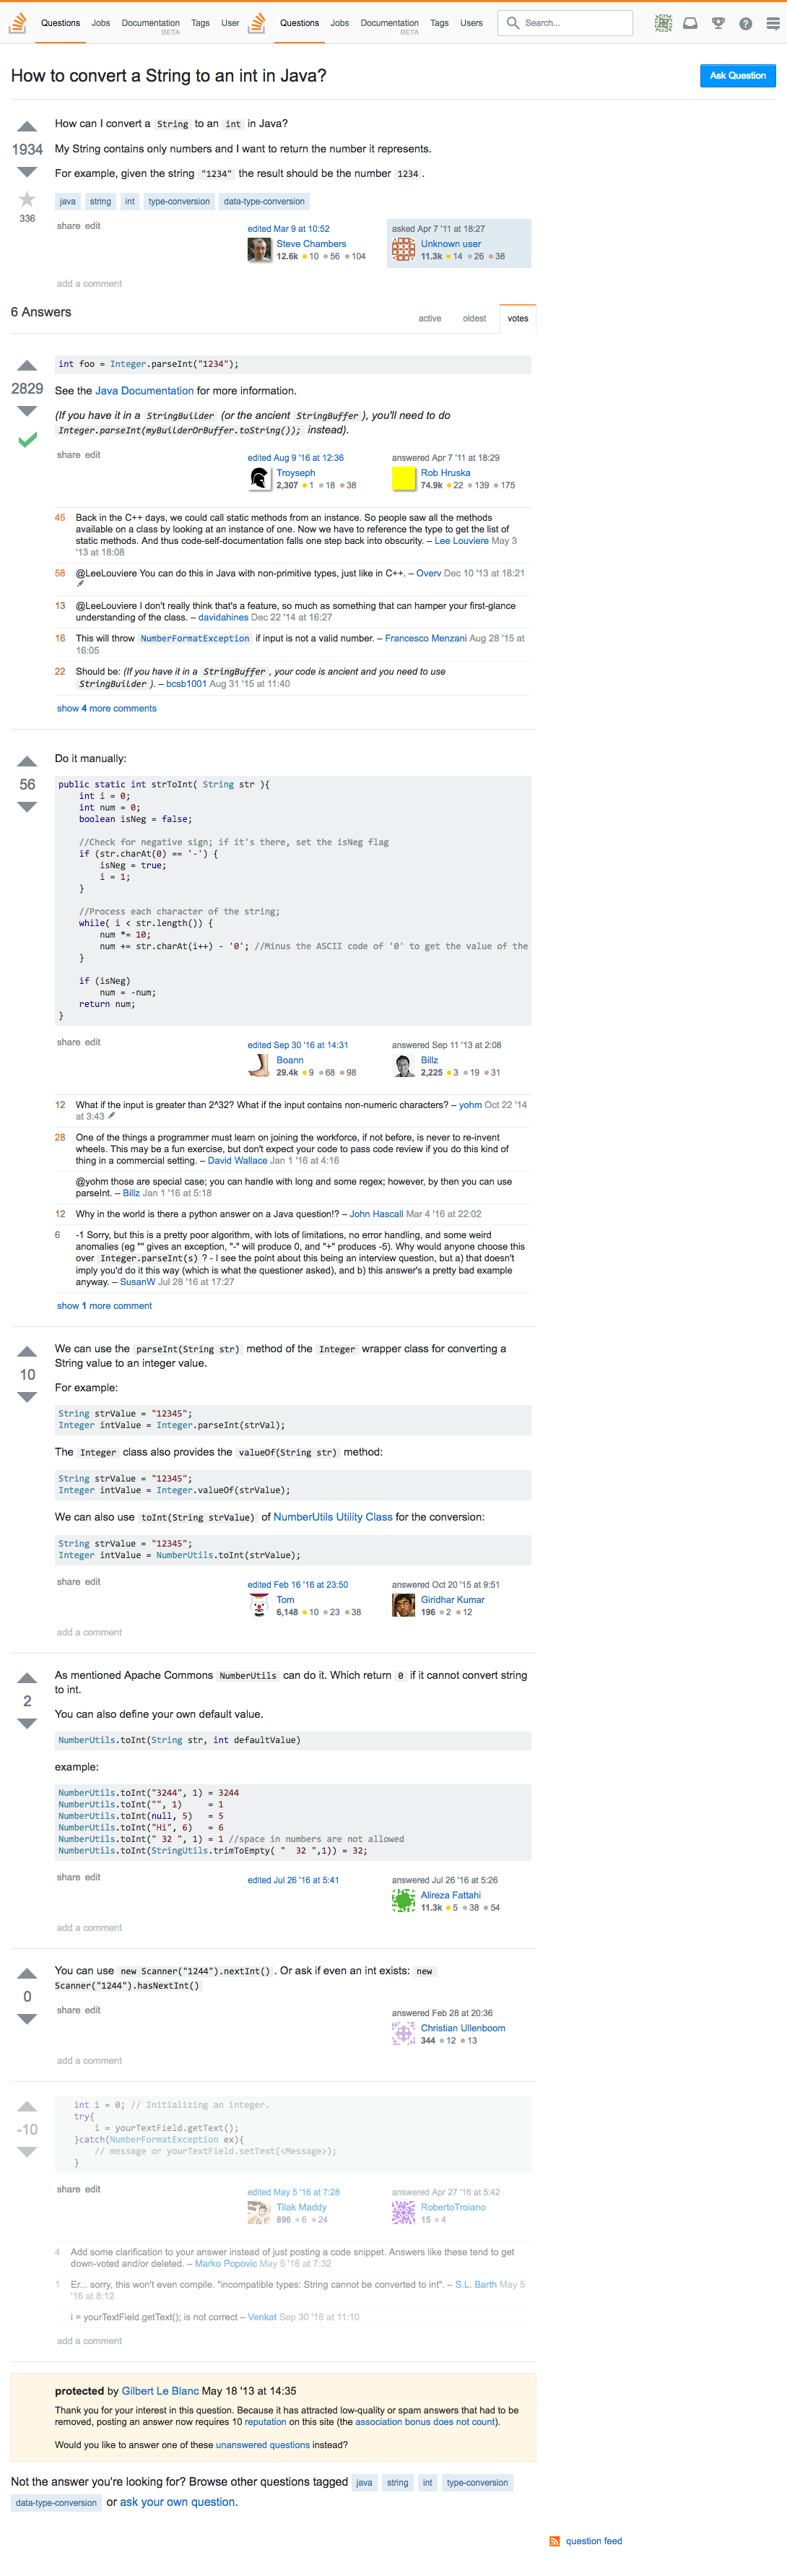 Questions Jobs Documentation BETA Tags User Questions Jobs Documentation BETA Tags Users Search...
How to convert a String to an int in Java?
Ask Question
How can I convert a String to an int in Java?
1934
My String contains only numbers and I want to return the number it represents.
For example, given the string "1234" the result should be the number 1234.
336
java string int type-conversion data-type-conversion
share edit
edited Mar 9 at 10:52
Steve Chambers
12.6k 10 56 104
asked Apr 7 '11 at 18:27
Unknown user
11.3k 14 26 38
add a comment
6 Answers
active oldest votes
2829
int foo = Integer.parseInt("1234");
See the Java Documentation for more information.
(If you have it in a StringBuilder (or the ancient StringBuffer), you'll need to do
Integer.parseInt(myBuilderOrBuffer.toString()); instead).
share edit
edited Aug 9 '16 at 12:36
Troyseph
2,307 1 18 38
answered Apr 7 '11 at 18:29
Rob Hruska
74.9k 22 139 175
45 Back in the C++ days, we could call static methods from an instance. So people saw all the methods
available on a class by looking at an instance of one. Now we have to reference the type to get the list of
static methods. And thus code-self-documentation falls one step back into obscurity. – Lee Louviere May 3
'13 at 18:08
58 @LeeLouviere You can do this in Java with non-primitive types, just like in C++. – Overv Dec 10 '13 at 18:21
13 @LeeLouviere I don't really think that's a feature, so much as something that can hamper your first-glance
understanding of the class. – davidahines Dec 22 '14 at 16:27
16 This will throw NumberFormatException if input is not a valid number. – Francesco Menzani Aug 28 '15 at
16:05
22 Should be: (If you have it in a StringBuffer, your code is ancient and you need to use
StringBuilder). – bcsb1001 Aug 31 '15 at 11:40
show 4 more comments
56
Do it manually:
public static int strToInt( String str ){
int i = 0;
int num = 0;
boolean isNeg = false;
//Check for negative sign; if it's there, set the isNeg flag
if (str.charAt(0) == '-') {
isNeg = true;
i = 1;
}
//Process each character of the string;
while( i < str.length()) {
num *= 10;
num += str.charAt(i++) - '0'; //Minus the ASCII code of '0' to get the value of the
}
if (isNeg)
num = -num;
return num;
}
share edit
edited Sep 30 '16 at 14:31
Boann
29.4k 9 68 98
answered Sep 11 '13 at 2:08
Billz
2,225 3 19 31
12 What if the input is greater than 2^32? What if the input contains non-numeric characters? – yohm Oct 22 '14
at 3:43
28 One of the things a programmer must learn on joining the workforce, if not before, is never to re-invent
wheels. This may be a fun exercise, but don't expect your code to pass code review if you do this kind of
thing in a commercial setting. – David Wallace Jan 1 '16 at 4:16
@yohm those are special case; you can handle with long and some regex; however, by then you can use
parseInt. – Billz Jan 1 '16 at 5:18
12 Why in the world is there a python answer on a Java question!? – John Hascall Mar 4 '16 at 22:02
6 -1 Sorry, but this is a pretty poor algorithm, with lots of limitations, no error handling, and some weird
anomalies (eg "" gives an exception, "-" will produce 0, and "+" produces -5). Why would anyone choose this
over Integer.parseInt(s)? - I see the point about this being an interview question, but a) that doesn't
imply you'd do it this way (which is what the questioner asked), and b) this answer's a pretty bad example
anyway. – SusanW Jul 28 '16 at 17:27
show 1 more comment
10
We can use the parseInt(String str) method of the Integer wrapper class for converting a
String value to an integer value.
For example:
String strValue = "12345";
Integer intValue = Integer.parseInt(strVal);
The Integer class also provides the valueOf(String str) method:
String strValue = "12345";
Integer intValue = Integer.valueOf(strValue);
We can also use toInt(String strValue) of NumberUtils Utility Class for the conversion:
String strValue = "12345";
Integer intValue = NumberUtils.toInt(strValue);
share edit
edited Feb 16 '16 at 23:50
Tom
6,148 10 23 38
answered Oct 20 '15 at 9:51
Giridhar Kumar
196 2 12
add a comment
2
As mentioned Apache Commons NumberUtils can do it. Which return 0 if it cannot convert string
to int.
You can also define your own default value.
NumberUtils.toInt(String str, int defaultValue)
example:
NumberUtils.toInt("3244", 1) = 3244
NumberUtils.toInt("", 1) = 1
NumberUtils.toInt(null, 5) = 5
NumberUtils.toInt("Hi", 6) = 6
NumberUtils.toInt(" 32 ", 1) = 1 //space in numbers are not allowed
NumberUtils.toInt(StringUtils.trimToEmpty( " 32 ",1)) = 32;
share edit
edited Jul 26 '16 at 5:41
answered Jul 26 '16 at 5:26
Alireza Fattahi
11.3k 5 38 54
add a comment
0
You can use new Scanner("1244").nextInt(). Or ask if even an int exists: new
Scanner("1244").hasNextInt()
share edit
answered Feb 28 at 20:36
Christian Ullenboom
344 12 13
add a comment
-10
int i = 0; // Initializing an integer.
try{
i = yourTextField.getText();
}catch(NumberFormatException ex){
// message or yourTextField.setText(<Message>);
}
share edit
edited May 5 '16 at 7:28
Tilak Maddy
896 6 24
answered Apr 27 '16 at 5:42
RobertoTroiano
15 4
4 Add some clarification to your answer instead of just posting a code snippet. Answers like these tend to get
down-voted and/or deleted. – Marko Popovic May 5 '16 at 7:32
1 Er... sorry, this won't even compile. "incompatible types: String cannot be converted to int". – S.L. Barth May 5
'16 at 8:12
i = yourTextField.getText(); is not correct – Venkat Sep 30 '16 at 11:10
add a comment
protected by Gilbert Le Blanc May 18 '13 at 14:35
Thank you for your interest in this question. Because it has attracted low-quality or spam answers that had to be
removed, posting an answer now requires 10 reputation on this site (the association bonus does not count).
Would you like to answer one of these unanswered questions instead?
Not the answer you're looking for? Browse other questions tagged java string int type-conversion
data-type-conversion or ask your own question.
question feed